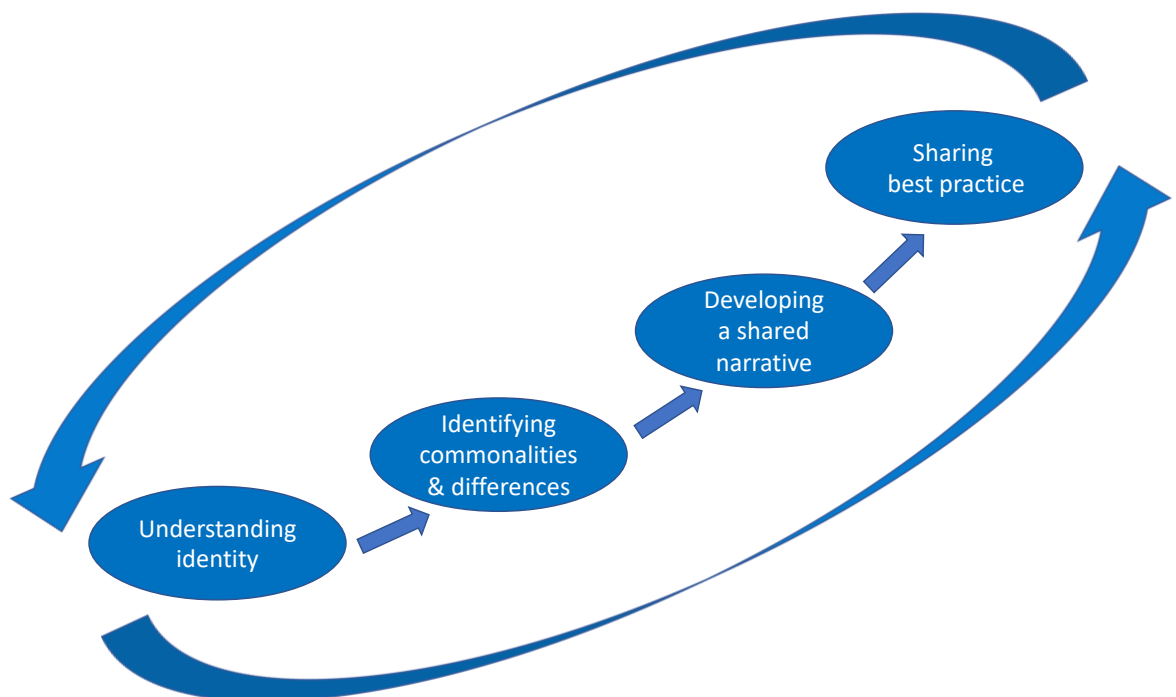 Sharing
best practice
Developing
a shared
narrative
Identifying
commonalities
& differences
Understanding
identity